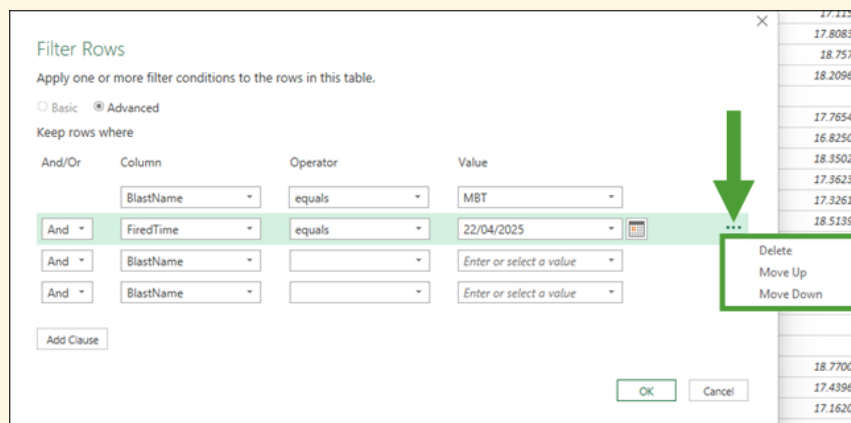 17.115
17.8083
Filter Rows
18.757
Apply one or more filter conditions to the rows in this table.
18.2096
Basic Advanced
17.7654
Keep rows where
16.8250
And/Or Column Operator Value
18.3502
17.3623
BlastName equals MBT
17.3261
And FiredTime equals 22/04/2025 ...
18.5139
Delete
And BlastName Enter or select a value
Move Up
And BlastName Enter or select a value
Move Down
Add Clause
18.7700
OK Cancel
17.4396
17.1620